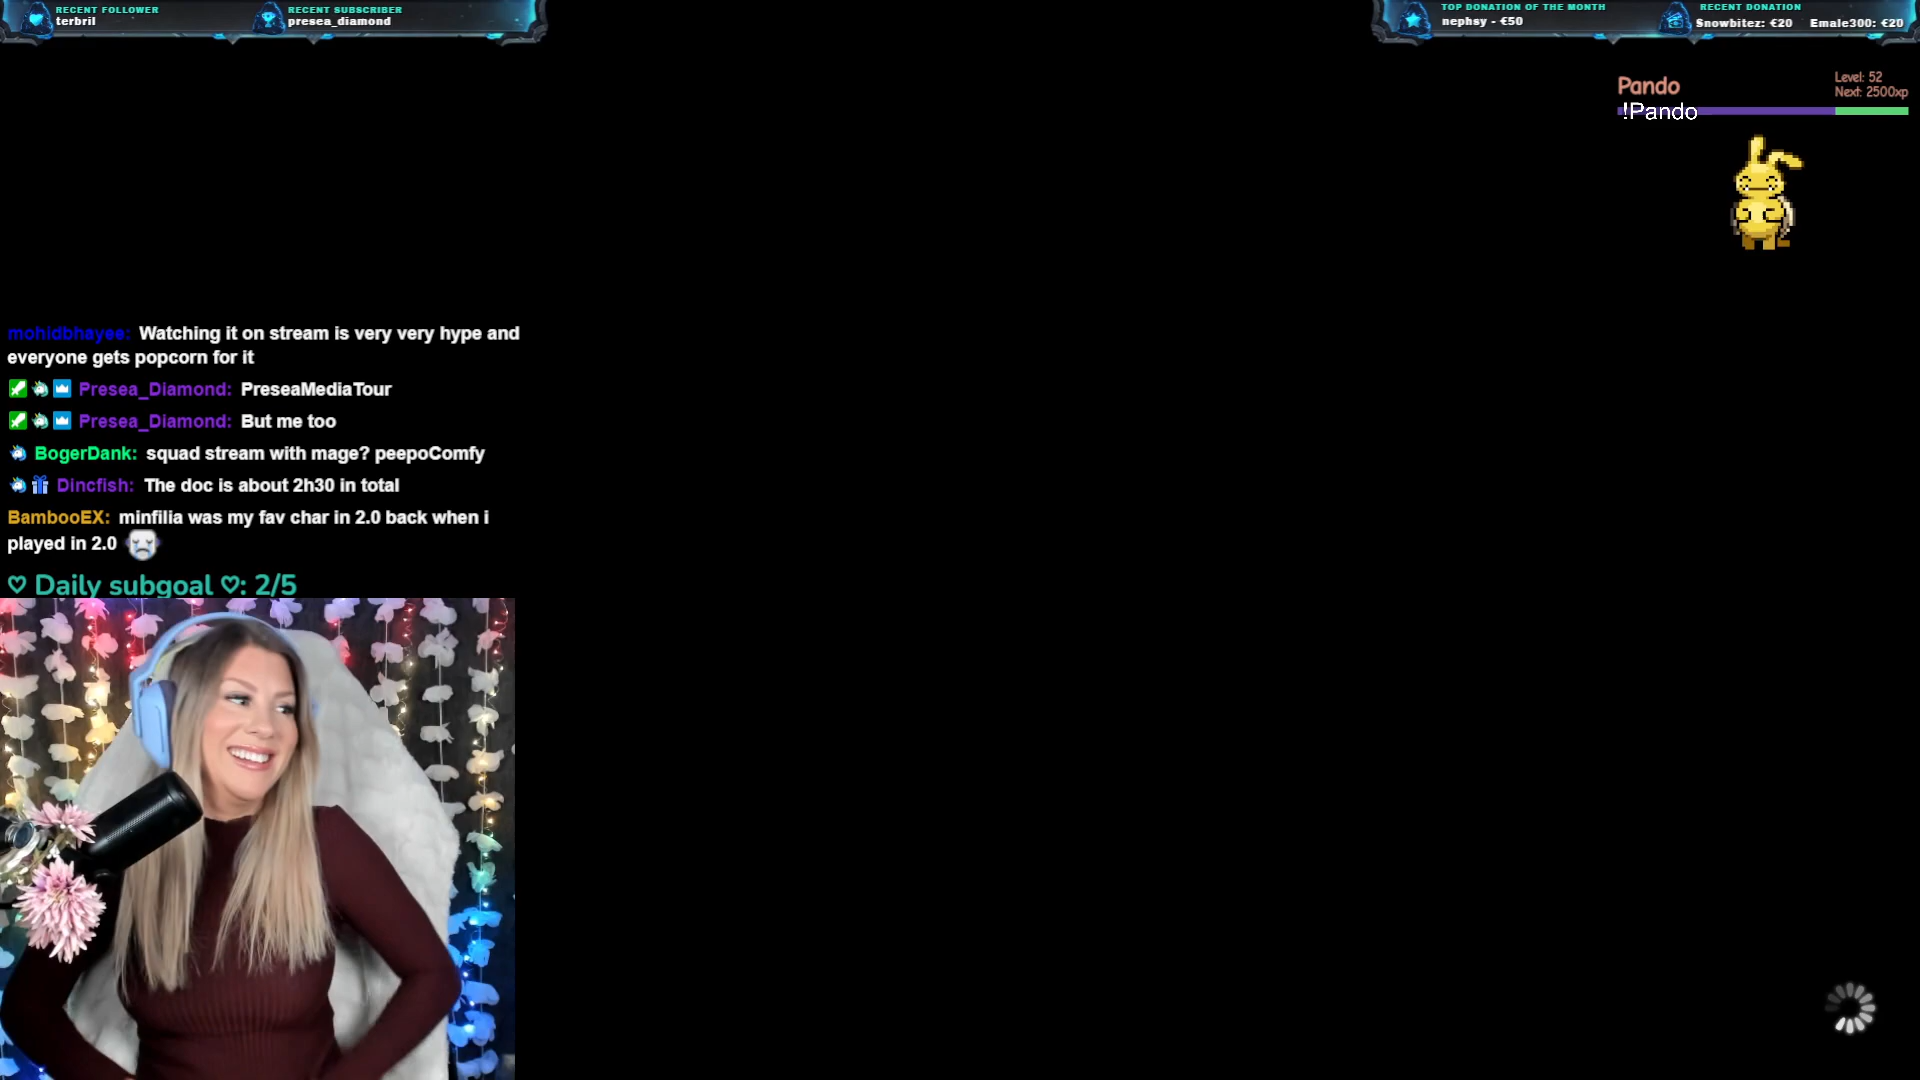 RECENT FOLLOWER
terbril
RECENT SUBSCRIBER
presea_diamond
TOP DONATION OF THE MONTH
nephsy - €50
RECENT DONATION
Snowbitez: €20 Emale300: €20
Pando
Level: 52
Next: 2500xp
!Pando
mohidbhayee: Watching it on stream is very very hype and
everyone gets popcorn for it
Presea_Diamond: PreseaMediaTour
Presea_Diamond: But me too
BogerDank: squad stream with mage? peepoComfy
Dincfish: The doc is about 2h30 in total
BambooEX: minfilia was my fav char in 2.0 back when i
played in 2.0
♡ Daily subgoal ♡: 2/5